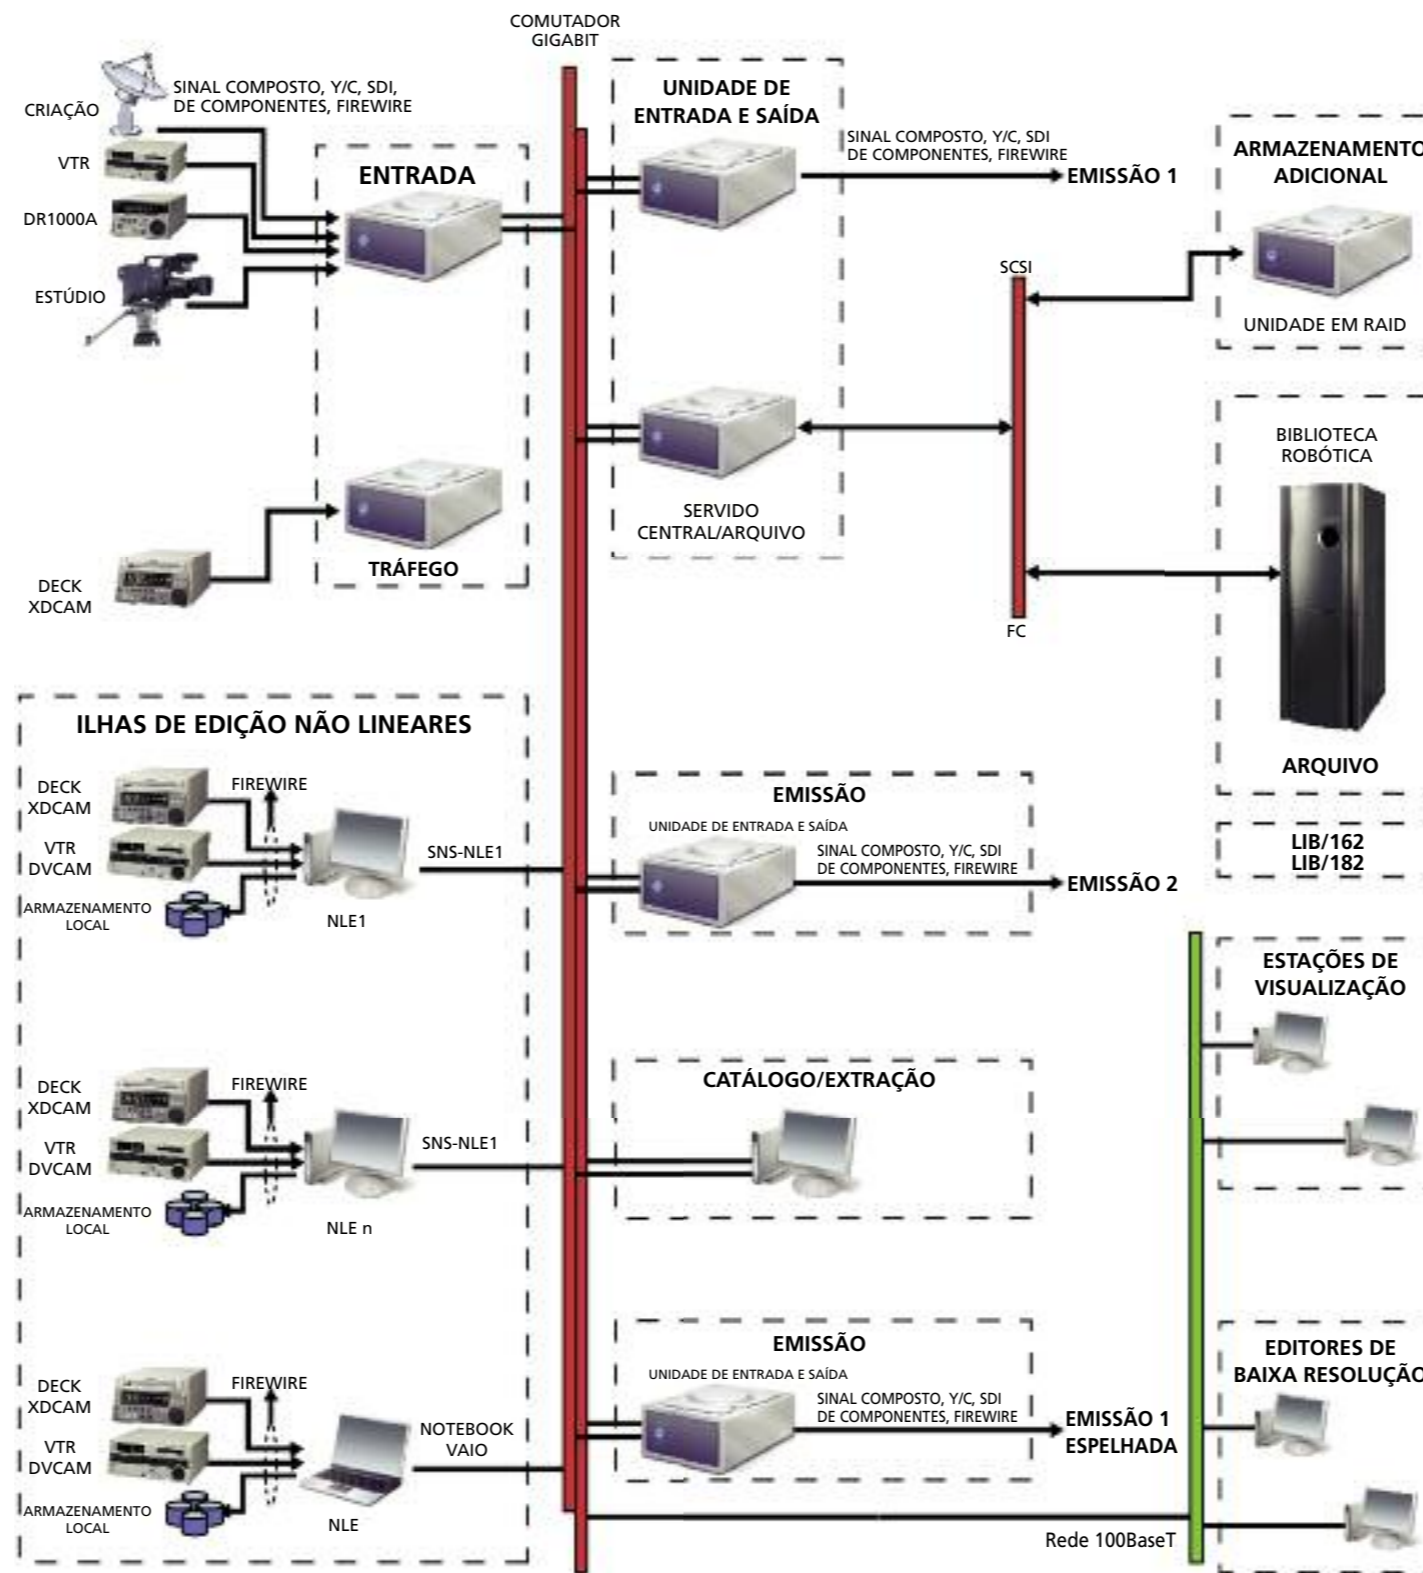 COMUTADOR
GIGABIT
CRIAÇÃO
SINAL COMPOSTO, Y/C, SDI,
DE COMPONENTES, FIREWIRE
VTR
DR1000A
ESTÚDIO
ENTRADA
DECK
XDCAM
TRÁFEGO
UNIDADE DE
ENTRADA E SAÍDA
SINAL COMPOSTO, Y/C, SDI
DE COMPONENTES, FIREWIRE
EMISSÃO 1
SERVIDO
CENTRAL/ARQUIVO
SCSI
FC
ARMAZENAMENTO
ADICIONAL
UNIDADE EM RAID
BIBLIOTECA
ROBÓTICA
ARQUIVO
LIB/162
LIB/182
ILHAS DE EDIÇÃO NÃO LINEARES
DECK
XDCAM
FIREWIRE
VTR
DVCAM
ARMAZENAMENTO
LOCAL
NLE1
SNS-NLE1
DECK
XDCAM
FIREWIRE
VTR
DVCAM
ARMAZENAMENTO
LOCAL
NLE n
SNS-NLE1
DECK
XDCAM
FIREWIRE
VTR
DVCAM
ARMAZENAMENTO
LOCAL
NLE
NOTEBOOK
VAIO
EMISSÃO
UNIDADE DE ENTRADA E SAÍDA
SINAL COMPOSTO, Y/C, SDI
DE COMPONENTES, FIREWIRE
EMISSÃO 2
CATÁLOGO/EXTRAÇÃO
EMISSÃO
UNIDADE DE ENTRADA E SAÍDA
SINAL COMPOSTO, Y/C, SDI
DE COMPONENTES, FIREWIRE
EMISSÃO 1
ESPELHADA
Rede 100BaseT
ESTAÇÕES DE
VISUALIZAÇÃO
EDITORES DE
BAIXA RESOLUÇÃO